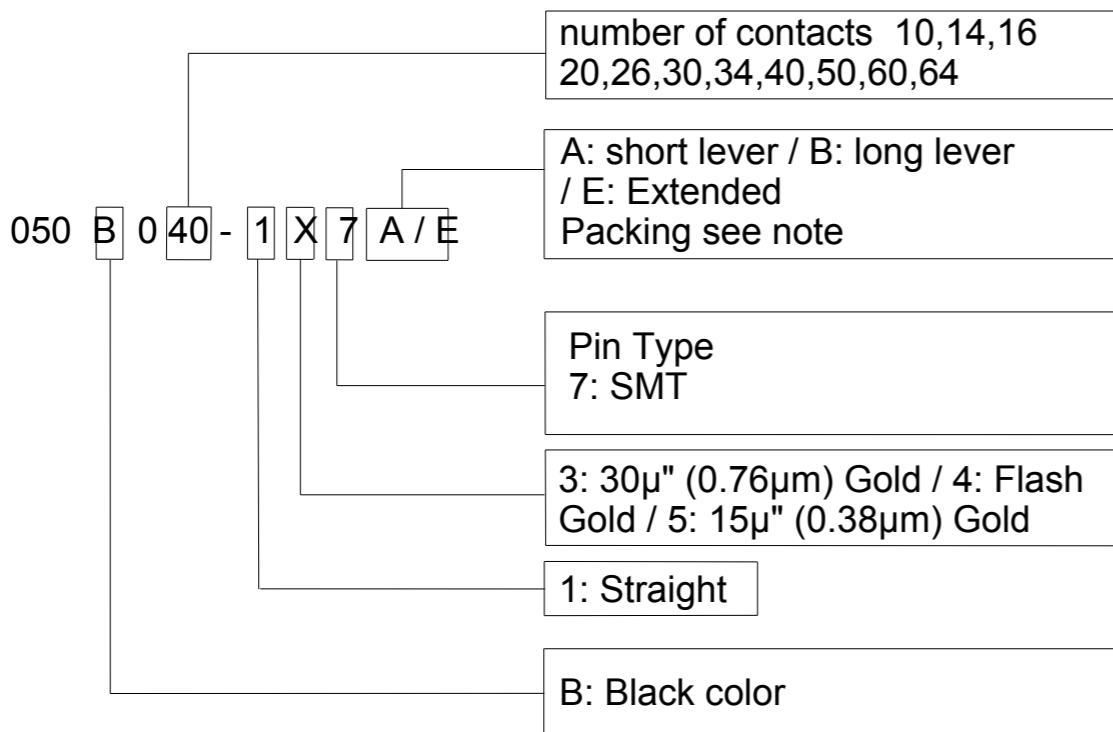 number of contacts 10,14,16
20,26,30,34,40,50,60,64
A: short lever / B: long lever
/ E: Extended
Packing see note
050 B 0 40 - 1 X 7 A / E
Pin Type
7: SMT
3: 30µ" (0.76µm) Gold / 4: Flash
Gold / 5: 15µ" (0.38µm) Gold
1: Straight
B: Black color